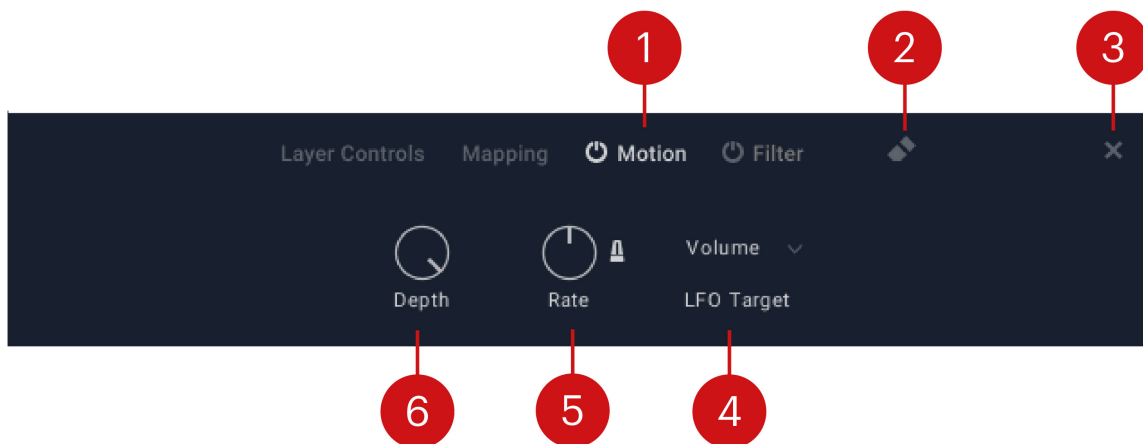 1 2 3
Layer Controls Mapping Motion Filter
Volume
Depth Rate LFO Target
6 5 4